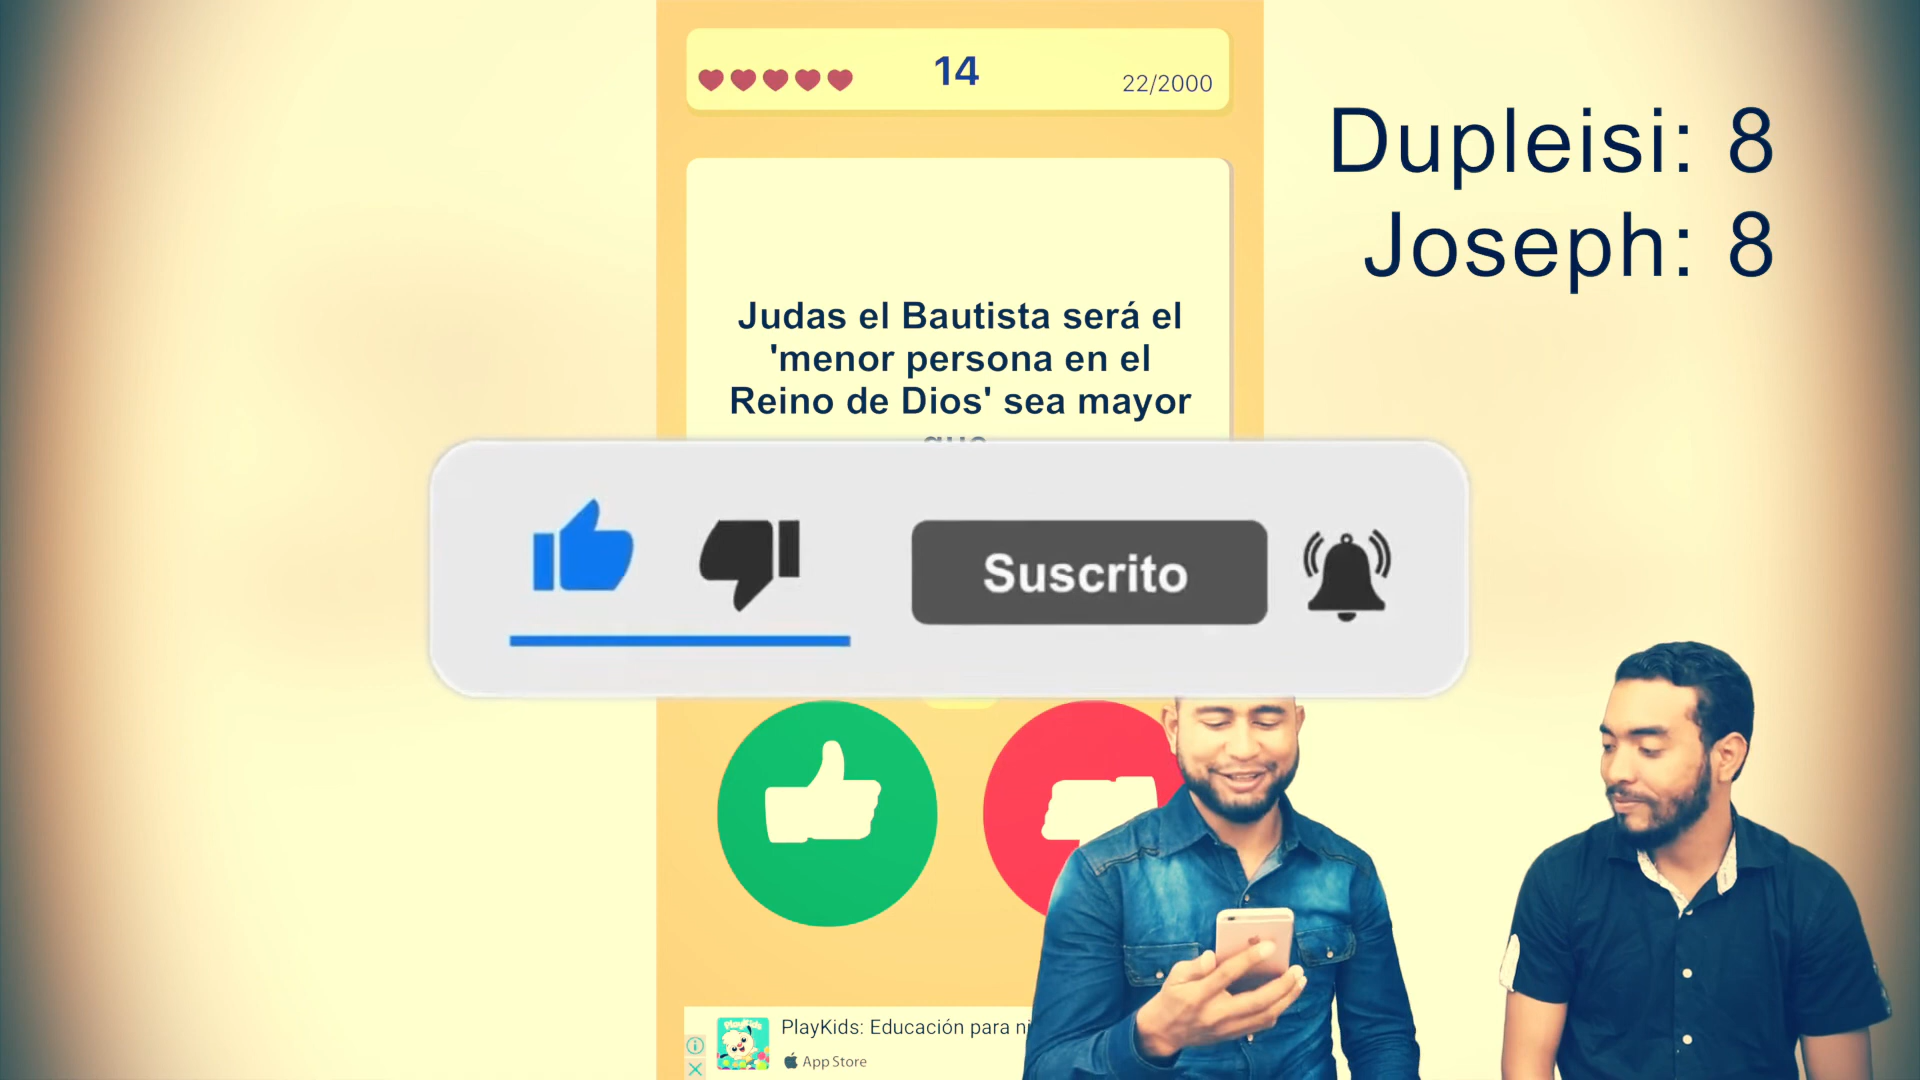 14
22/2000
Dupleisi: 8
Joseph: 8
Judas el Bautista será el
'menor persona en el
Reino de Dios' sea mayor
Suscrito
PlayKids: Educación para ni
App Store